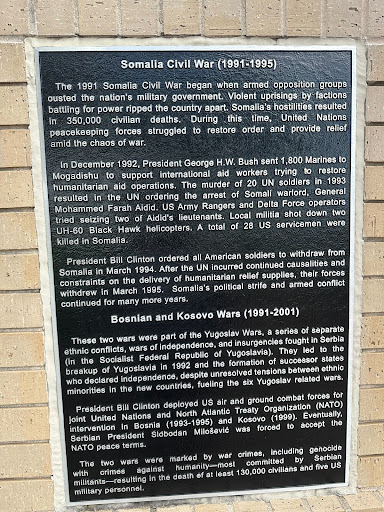 Somalia Civil War (1991-1995)
The 1991 Somalia Civil War began when armed opposition groups
ousted the nation's military government. Violent uprisings by factions
battling for power ripped the country apart. Somalia's hostilities resulted
in 350,000 civilian deaths. During this time, United Nations
peacekeeping forces struggled to restore order and provide relief
amid the chaos of war.
In December 1992, President George H.W. Bush sent 1,800 Marines to
Mogadishu to support international aid workers trying to restore
humanitarian aid operations. The murder of 20 UN soldiers in 1993
resulted in the UN ordering the arrest of Somali warlord, General
Mohammed Farah Aidid. US Army Rangers and Delta Force operators
tried seizing two of Aidid's lieutenants. Local militia shot down two
UH-60 Black Hawk helicopters. A total of 28 US servicemen were
killed in Somalia.
President Bill Clinton ordered all American soldiers to withdraw from
Somalia in March 1994. After the UN incurred continued causalities and
constraints on the delivery of humanitarian relief supplies, their forces
withdrew in March 1995. Somalia's political strife and armed conflict
continued for many more years.
Bosnian and Kosovo Wars (1991-2001)
These two wars were part of the Yugoslav Wars, a series of separate
ethnic conflicts, wars of independence, and insurgencies fought in Serbia
(in the Socialist Federal Republic of Yugoslavia). They led to the
breakup of Yugoslavia in 1992 and the formation of successor states
who declared independence, despite unresolved tensions between ethnic
minorities in the new countries, fueling the six Yugoslav related wars.
President Bill Clinton deployed US air and ground combat forces for
joint United Nations and North Atlantic Treaty Organization (NATO)
intervention in Bosnia (1993-1995) and Kosovo (1999). Eventually,
Serbian President Slobodan Milošević was forced to accept the
NATO peace terms.
The two wars were marked by war crimes, including genocide
with crimes against humanity—most committed by Serbian
militants—resulting in the death of at least 130,000 civilians and five US
military personnel.